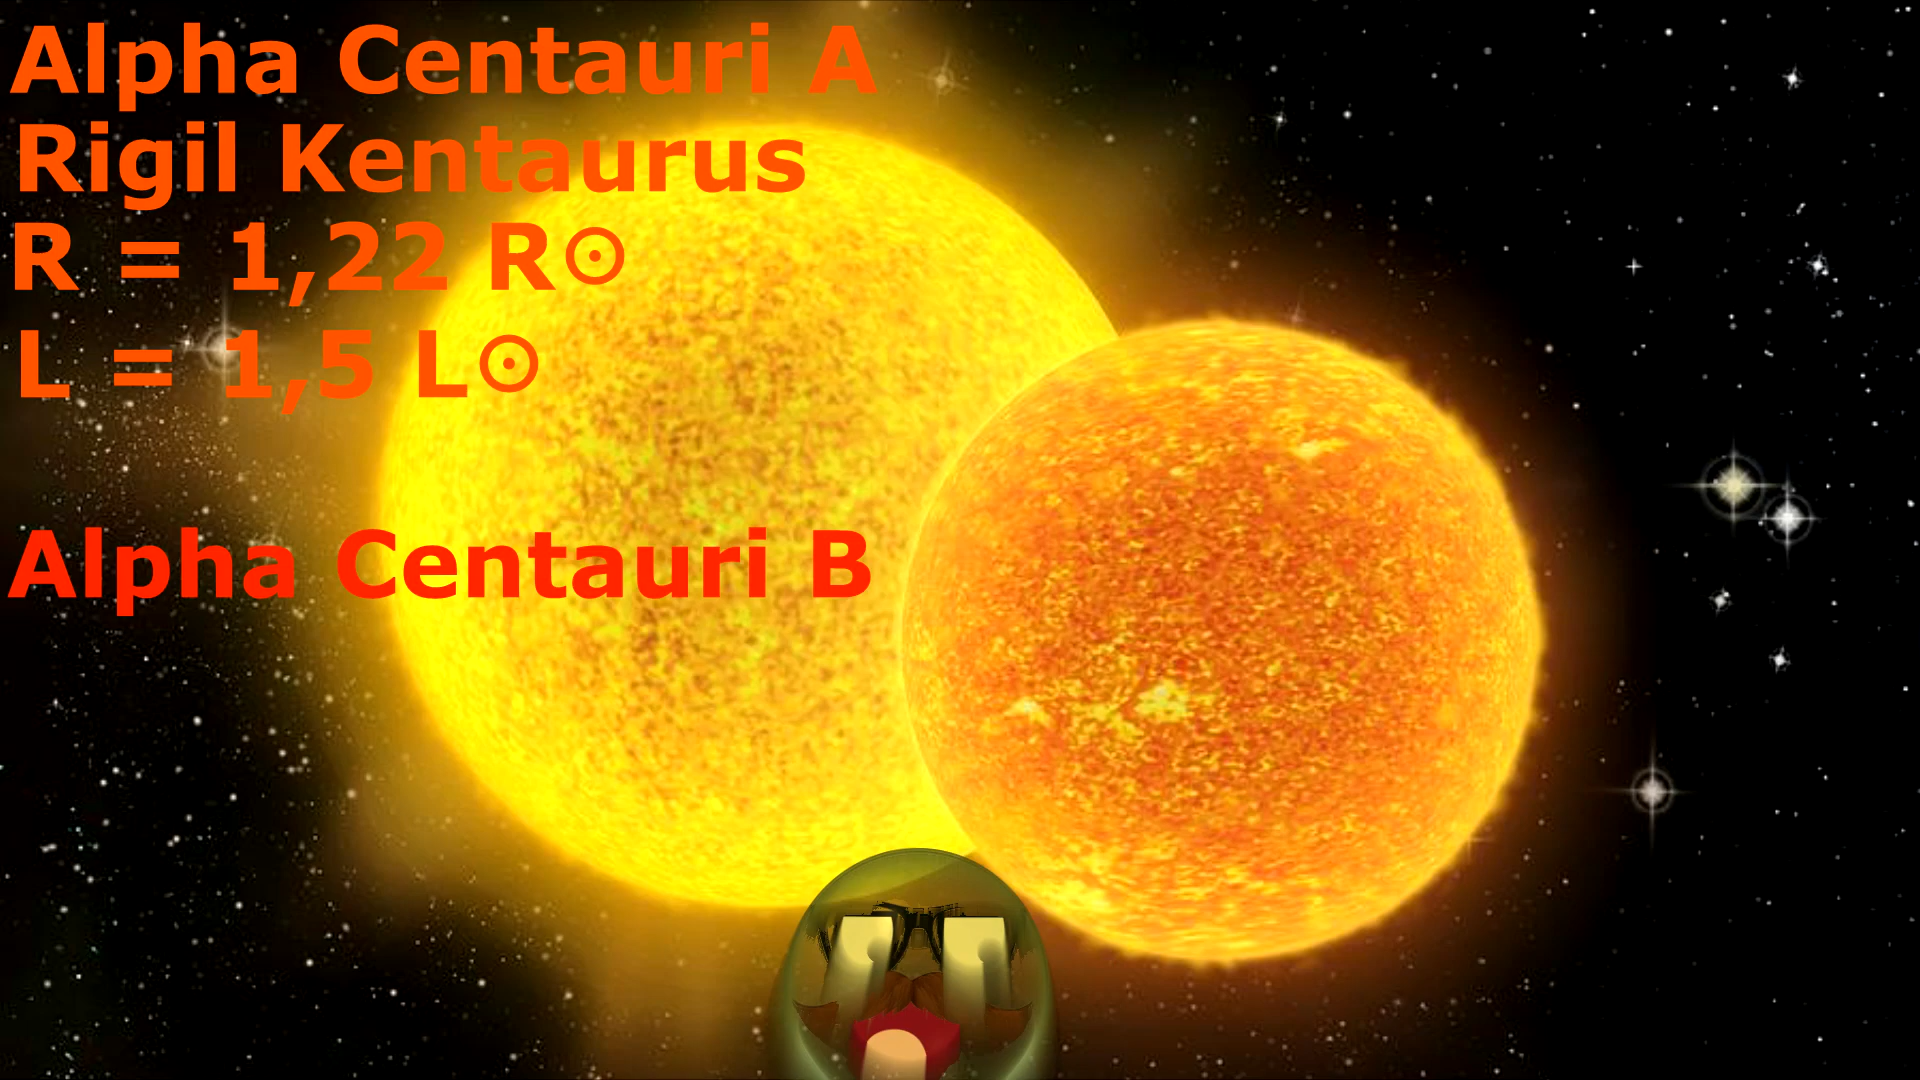 Alpha Centauri A
Rigil Kentaurus
R = 1,22 R☉
L = 1,5 L☉
Alpha Centauri B